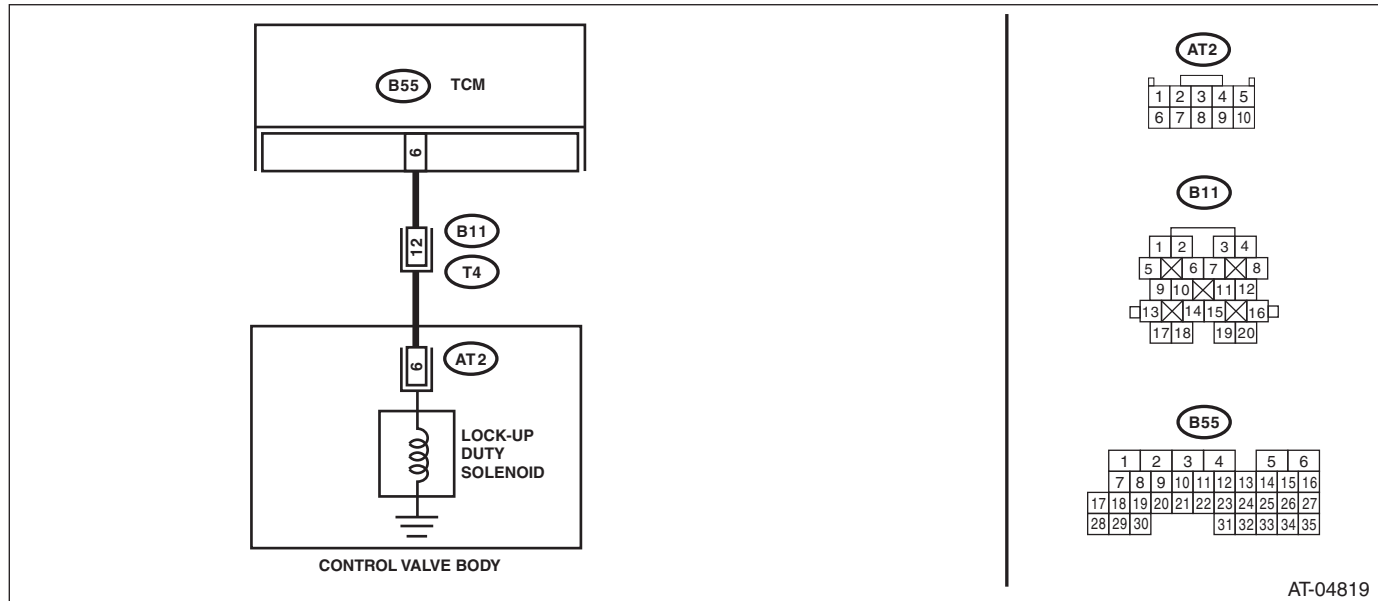 B55 TCM
6
B11
12
T4
AT2
6
LOCK-UP
DUTY
SOLENOID
CONTROL VALVE BODY
AT2
1 2 3 4 5
6 7 8 9 10
B11
1 2 3 4
5 6 7 8
9 10 11 12
13 14 15 16
17 18 19 20
B55
1 2 3 4 5 6
7 8 9 10 11 12 13 14 15 16
17 18 19 20 21 22 23 24 25 26 27
28 29 30 31 32 33 34 35
AT-04819